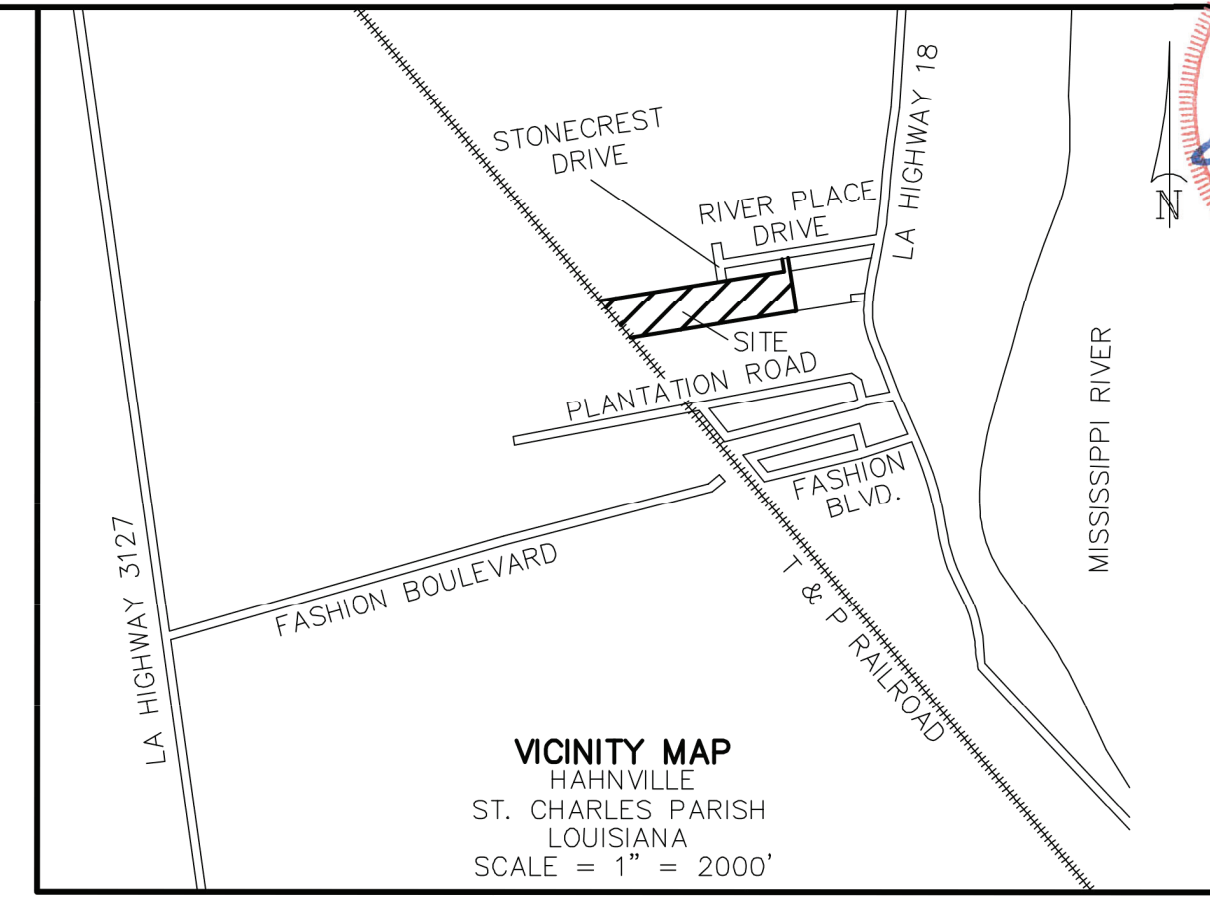 STONECREST
DRIVE
RIVER PLACE
DRIVE
LA HIGHWAY 18
N
SITE
PLANTATION ROAD
MISSISSIPPI RIVER
FASHION
BLVD.
LA HIGHWAY 3127
FASHION BOULEVARD
T & P RAILROAD
VICINITY MAP
HAHNVILLE
ST. CHARLES PARISH
LOUISIANA
SCALE = 1" = 2000'